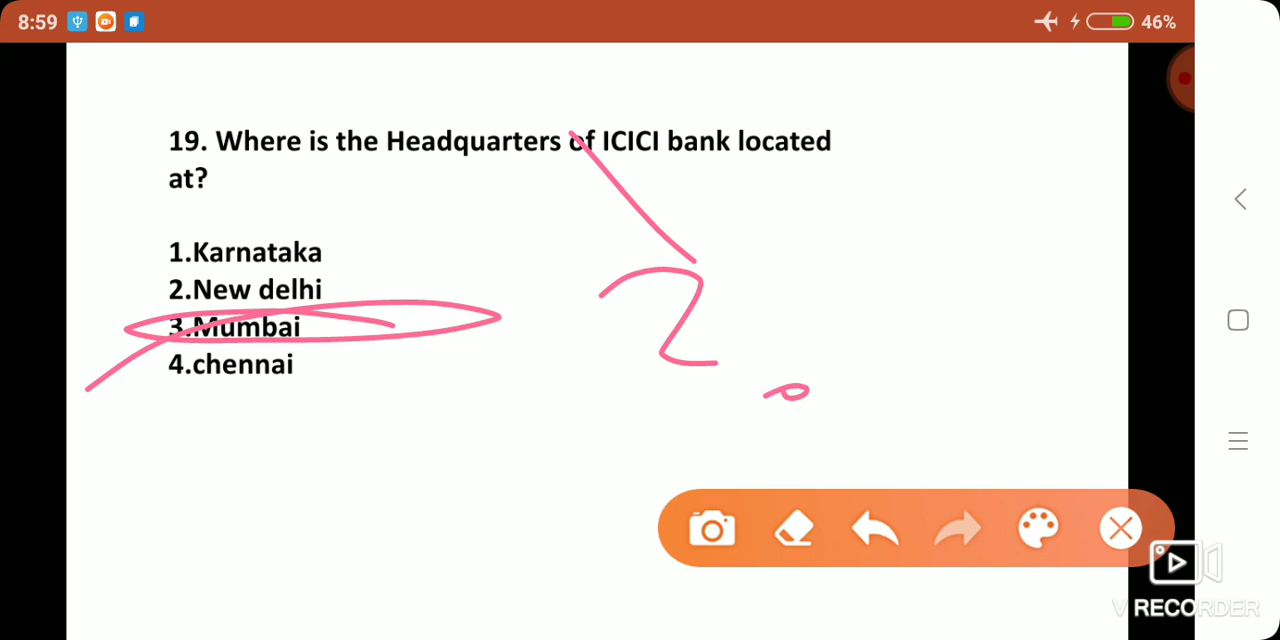 8:59
46%
19. Where is the Headquarters of ICICI bank located
at?
1.Karnataka
2.New delhi
3.Mumbai
4.chennai
2
V RECORDER